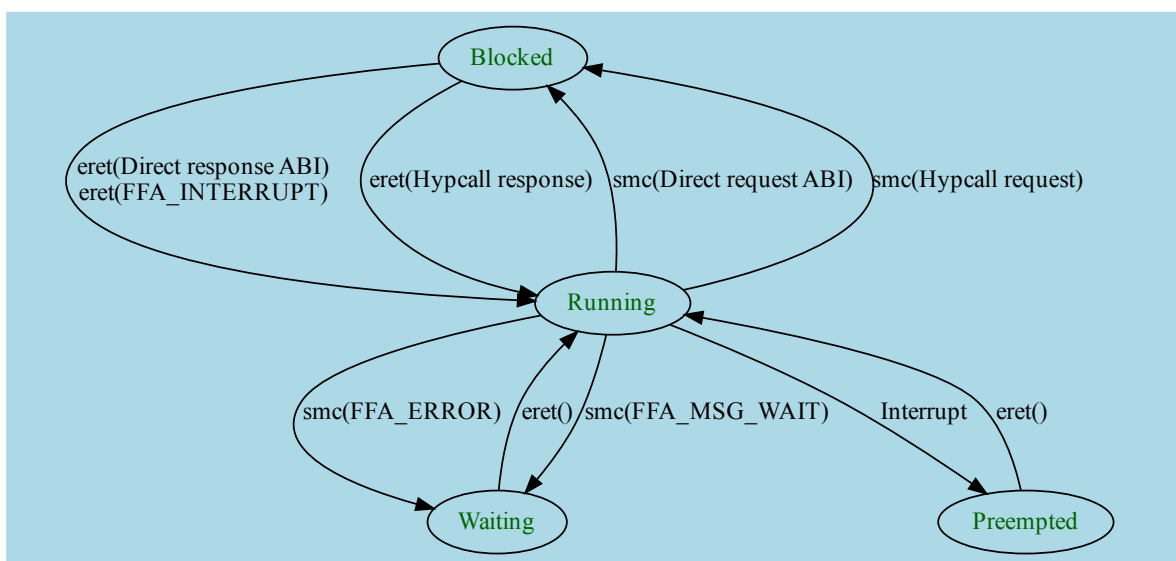 Blocked
eret(Direct response ABI)
eret(FFA_INTERRUPT)
eret(Hypcall response)
smc(Direct request ABI)
smc(Hypcall request)
Running
smc(FFA_ERROR)
eret()
smc(FFA_MSG_WAIT)
Interrupt
eret()
Waiting
Preempted